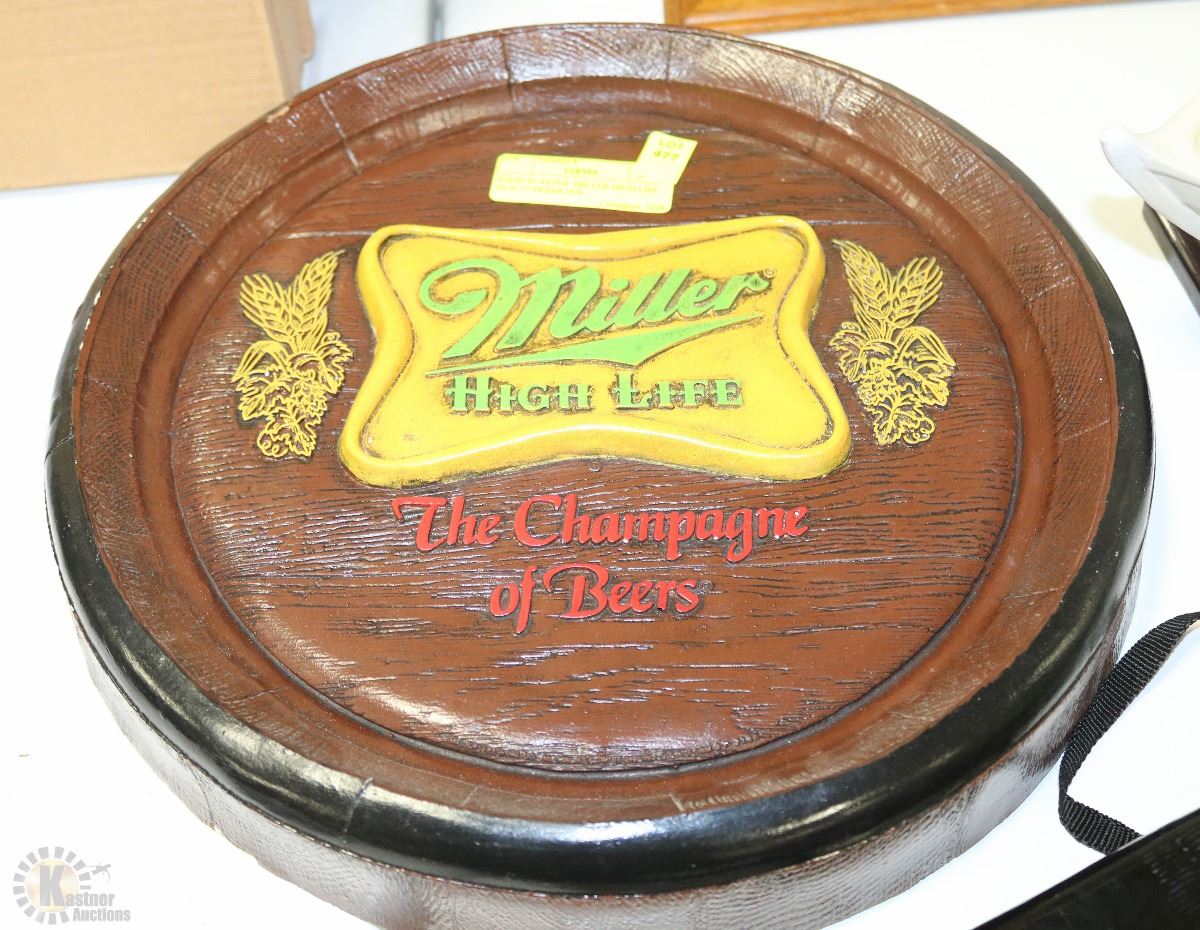 LOT
477
Miller®
HIGH LIFE
The Champagne
of Beers
Kastner
Auctions